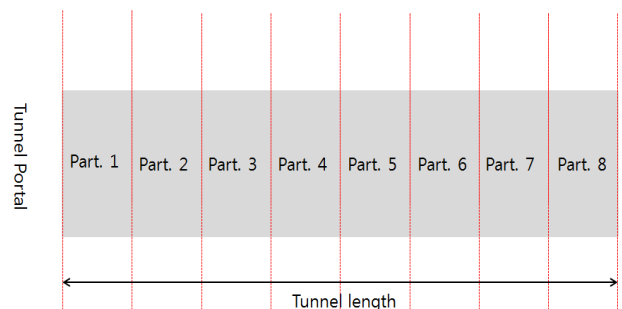 Tunnel Portal
Part. 1
Part. 2
Part. 3
Part. 4
Part. 5
Part. 6
Part. 7
Part. 8
Tunnel length